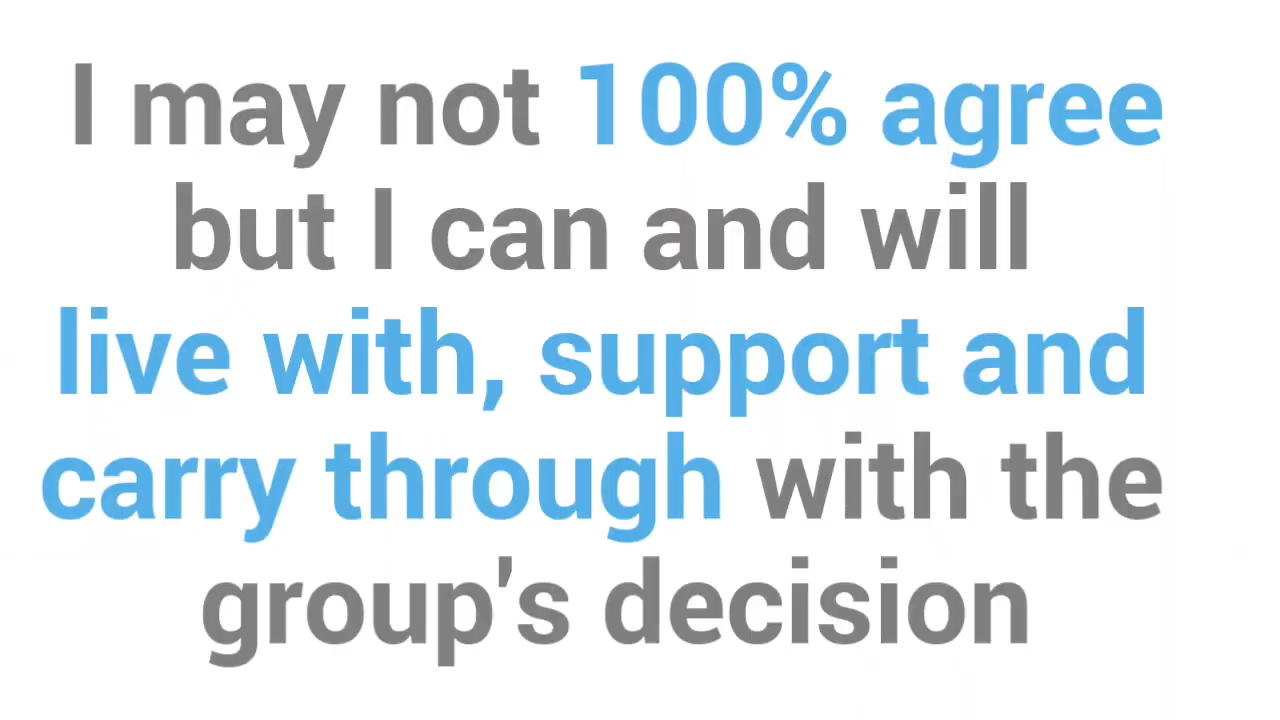 I may not 100% agree
but I can and will
live with, support and
carry through with the
group's decision